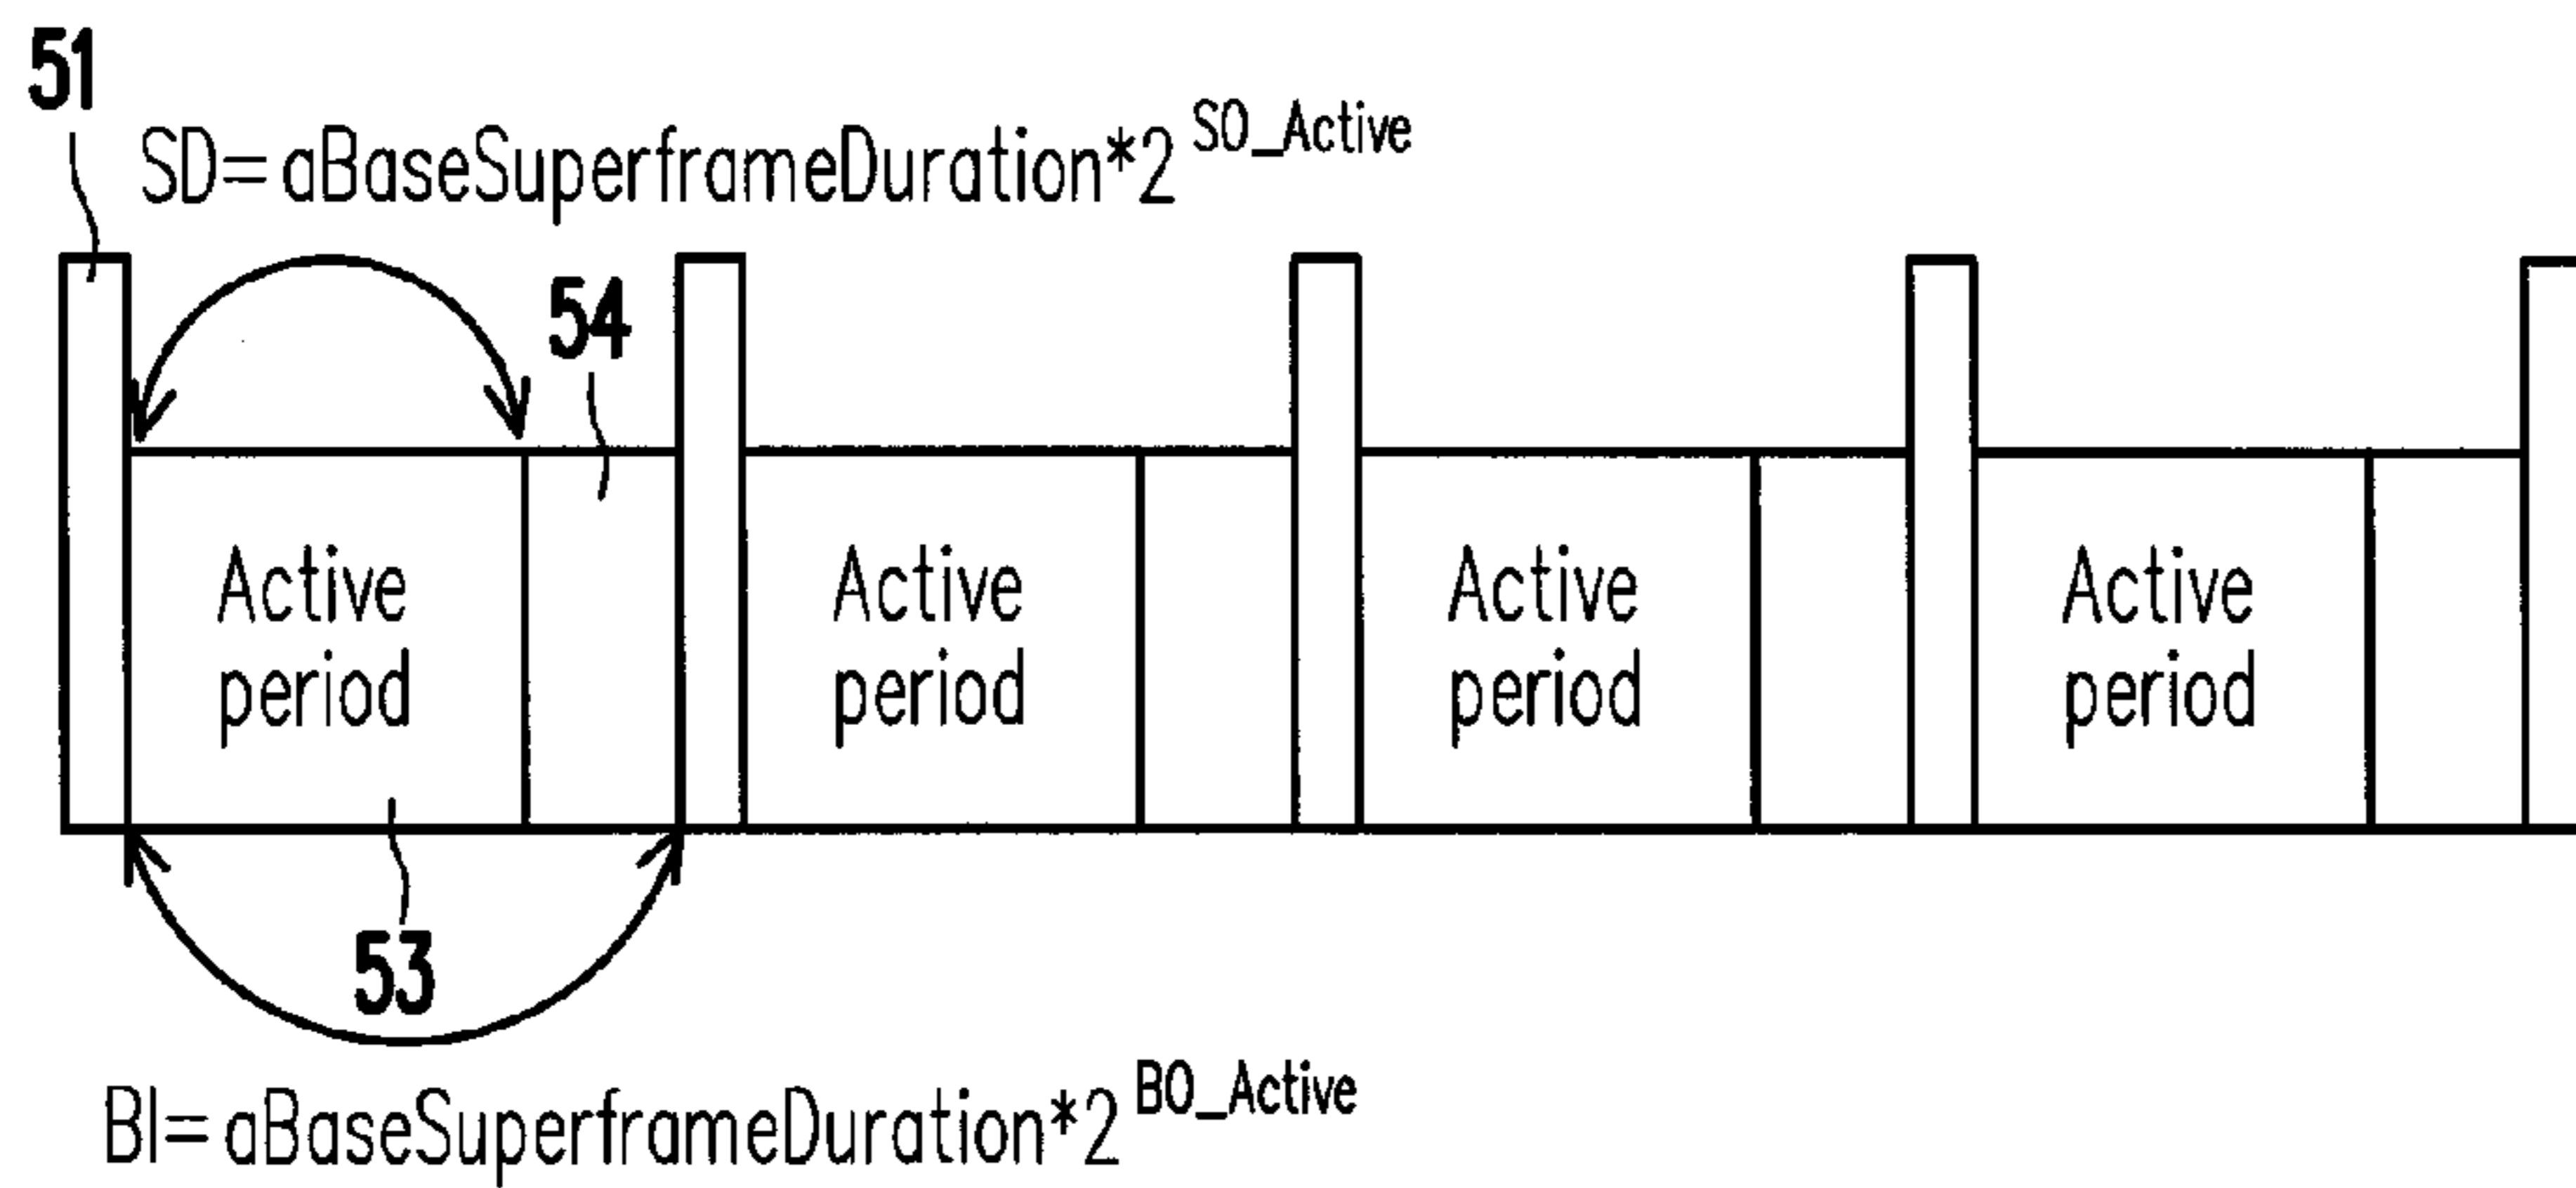 51
SD=aBaseSuperframeDuration*2^SO_Active
54
Active period
Active period
Active period
Active period
53
BI=aBaseSuperframeDuration*2^BO_Active